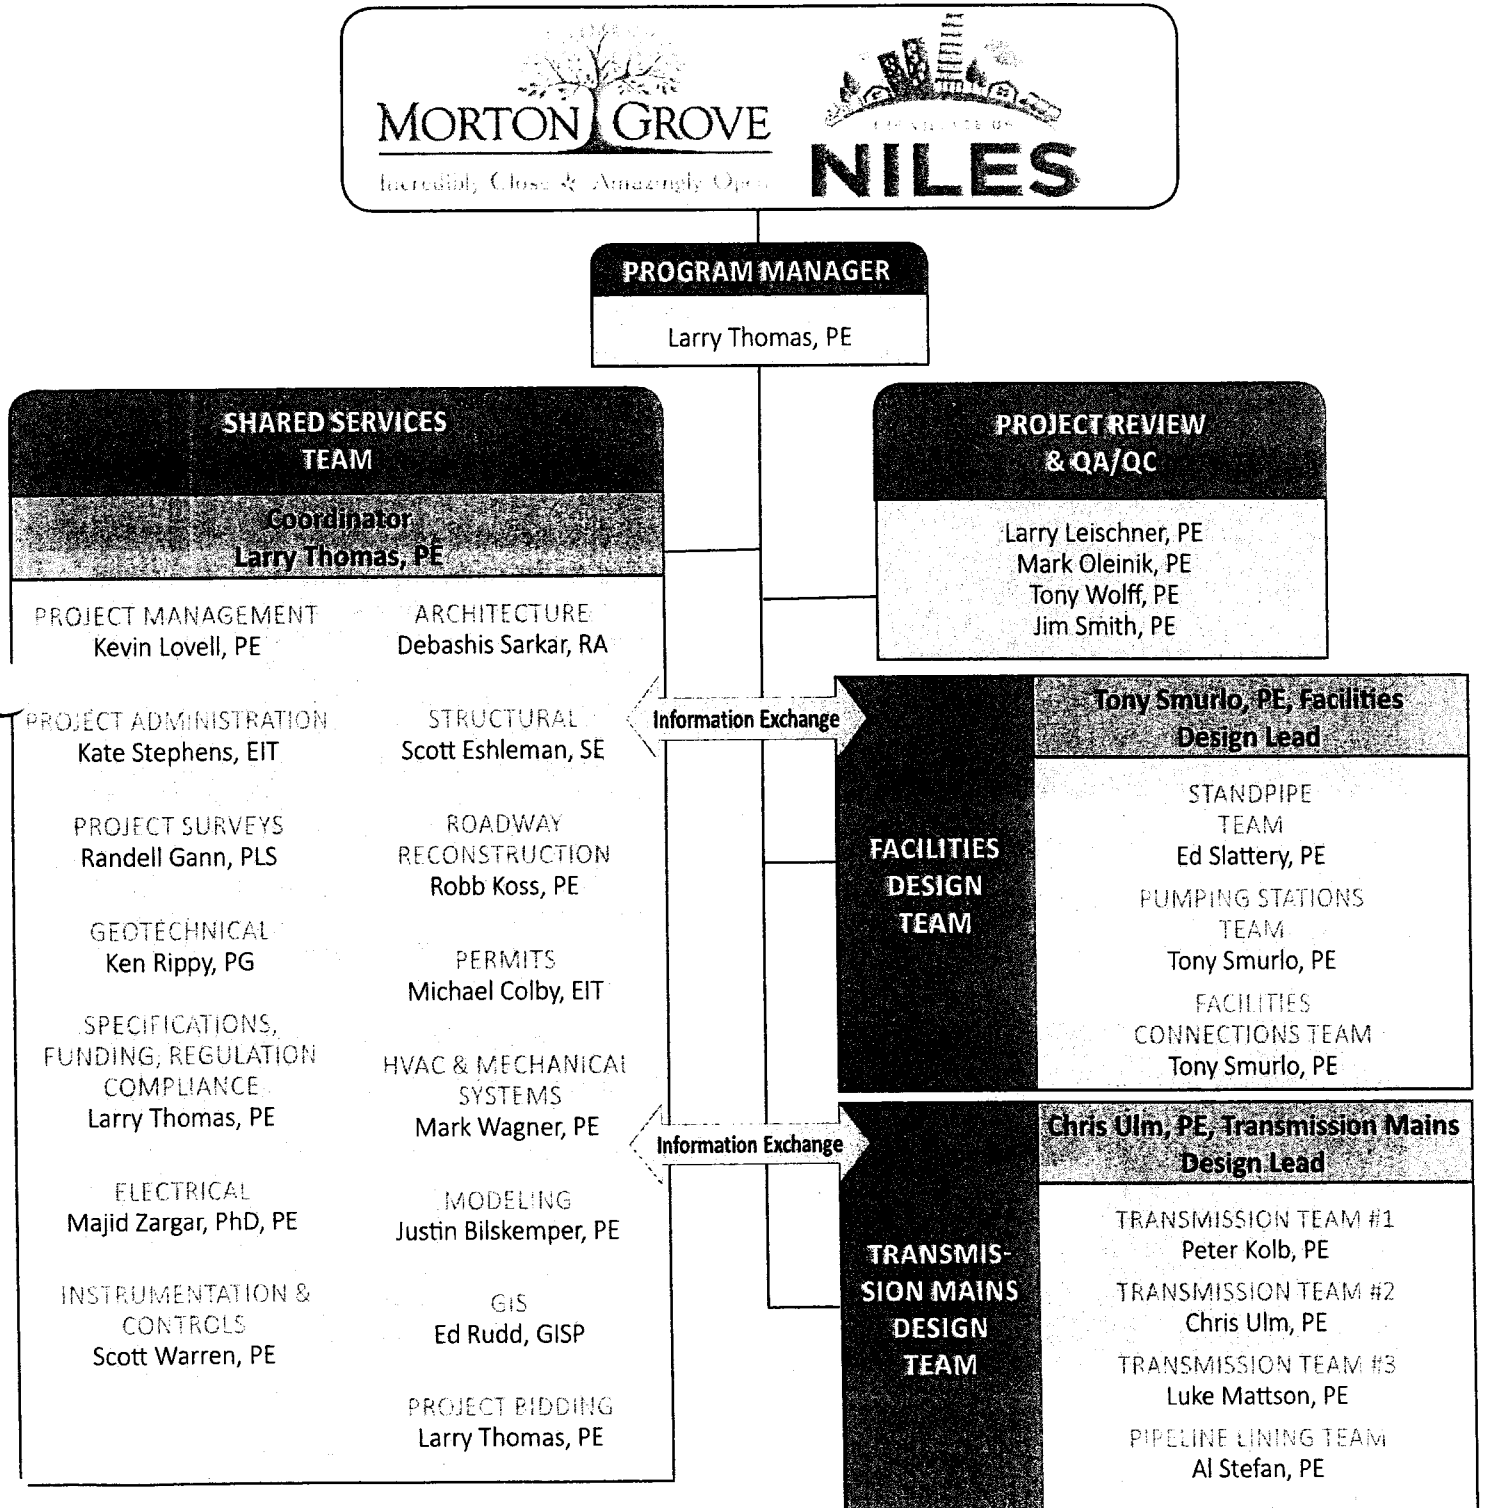 MORTON GROVE
Incredibly Close & Amazingly Open
NILES
PROGRAM MANAGER
Larry Thomas, PE
SHARED SERVICES
TEAM
Coordinator
Larry Thomas, PE
PROJECT MANAGEMENT
Kevin Lovell, PE
PROJECT ADMINISTRATION
Kate Stephens, EIT
PROJECT SURVEYS
Randell Gann, PLS
GEOTECHNICAL
Ken Rippy, PG
SPECIFICATIONS,
FUNDING, REGULATION
COMPLIANCE
Larry Thomas, PE
ELECTRICAL
Majid Zargar, PhD, PE
INSTRUMENTATION &
CONTROLS
Scott Warren, PE
ARCHITECTURE
Debashis Sarkar, RA
STRUCTURAL
Scott Eshleman, SE
ROADWAY
RECONSTRUCTION
Robb Koss, PE
PERMITS
Michael Colby, EIT
HVAC & MECHANICAL
SYSTEMS
Mark Wagner, PE
MODELING
Justin Bilskemper, PE
GIS
Ed Rudd, GISP
PROJECT BIDDING
Larry Thomas, PE
Information Exchange
Information Exchange
PROJECT REVIEW
& QA/QC
Larry Leischner, PE
Mark Oleinik, PE
Tony Wolff, PE
Jim Smith, PE
FACILITIES
DESIGN
TEAM
Tony Smurlo, PE, Facilities
Design Lead
STANDPIPE
TEAM
Ed Slattery, PE
PUMPING STATIONS
TEAM
Tony Smurlo, PE
FACILITIES
CONNECTIONS TEAM
Tony Smurlo, PE
TRANSMIS-
SION MAINS
DESIGN
TEAM
Chris Ulm, PE, Transmission Mains
Design Lead
TRANSMISSION TEAM #1
Peter Kolb, PE
TRANSMISSION TEAM #2
Chris Ulm, PE
TRANSMISSION TEAM #3
Luke Mattson, PE
PIPELINE LINING TEAM
Al Stefan, PE